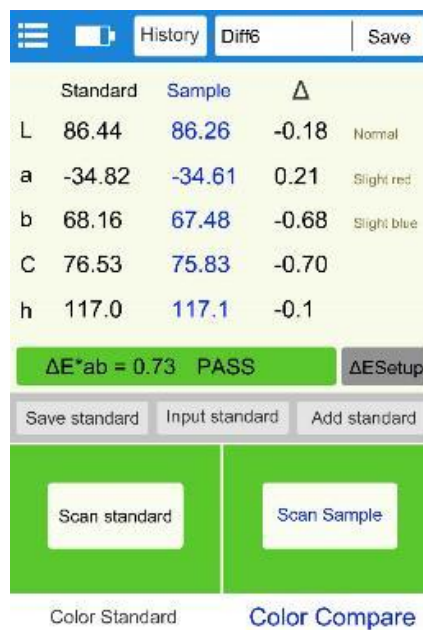 History Diff6 Save
Standard Sample Δ
L 86.44 86.26 -0.18 Normal
a -34.82 -34.61 0.21 Slight red
b 68.16 67.48 -0.68 Slight blue
C 76.53 75.83 -0.70
h 117.0 117.1 -0.1
ΔE*ab = 0.73 PASS ΔESetup
Save standard Input standard Add standard
Scan standard Scan Sample
Color Standard Color Compare